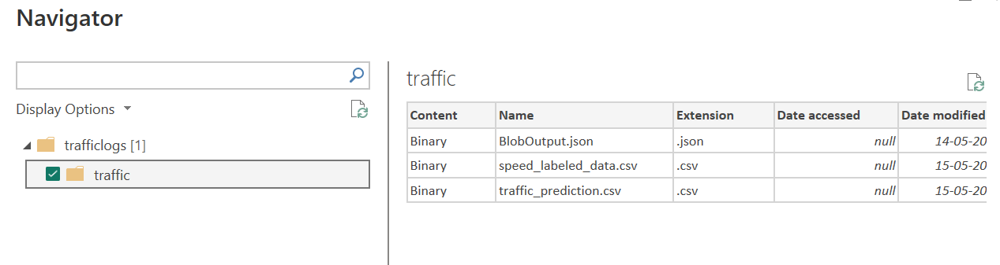 Navigator
Display Options
trafficlogs [1]
traffic
traffic
Content Name Extension Date accessed Date modified
Binary BlobOutput.json .json null 14-05-20
Binary speed_labeled_data.csv .csv null 15-05-20
Binary traffic_prediction.csv .csv null 15-05-20